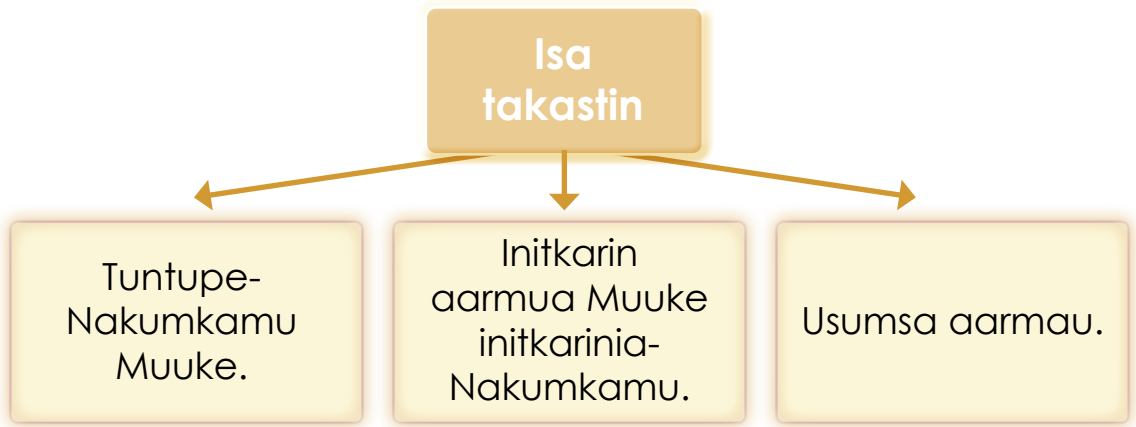 Isa
takastin
Tuntupe-
Nakumkamu
Muuke.
Initkarin
aarmua Muuke
initkarinia-
Nakumkamu.
Usumsa aarmau.